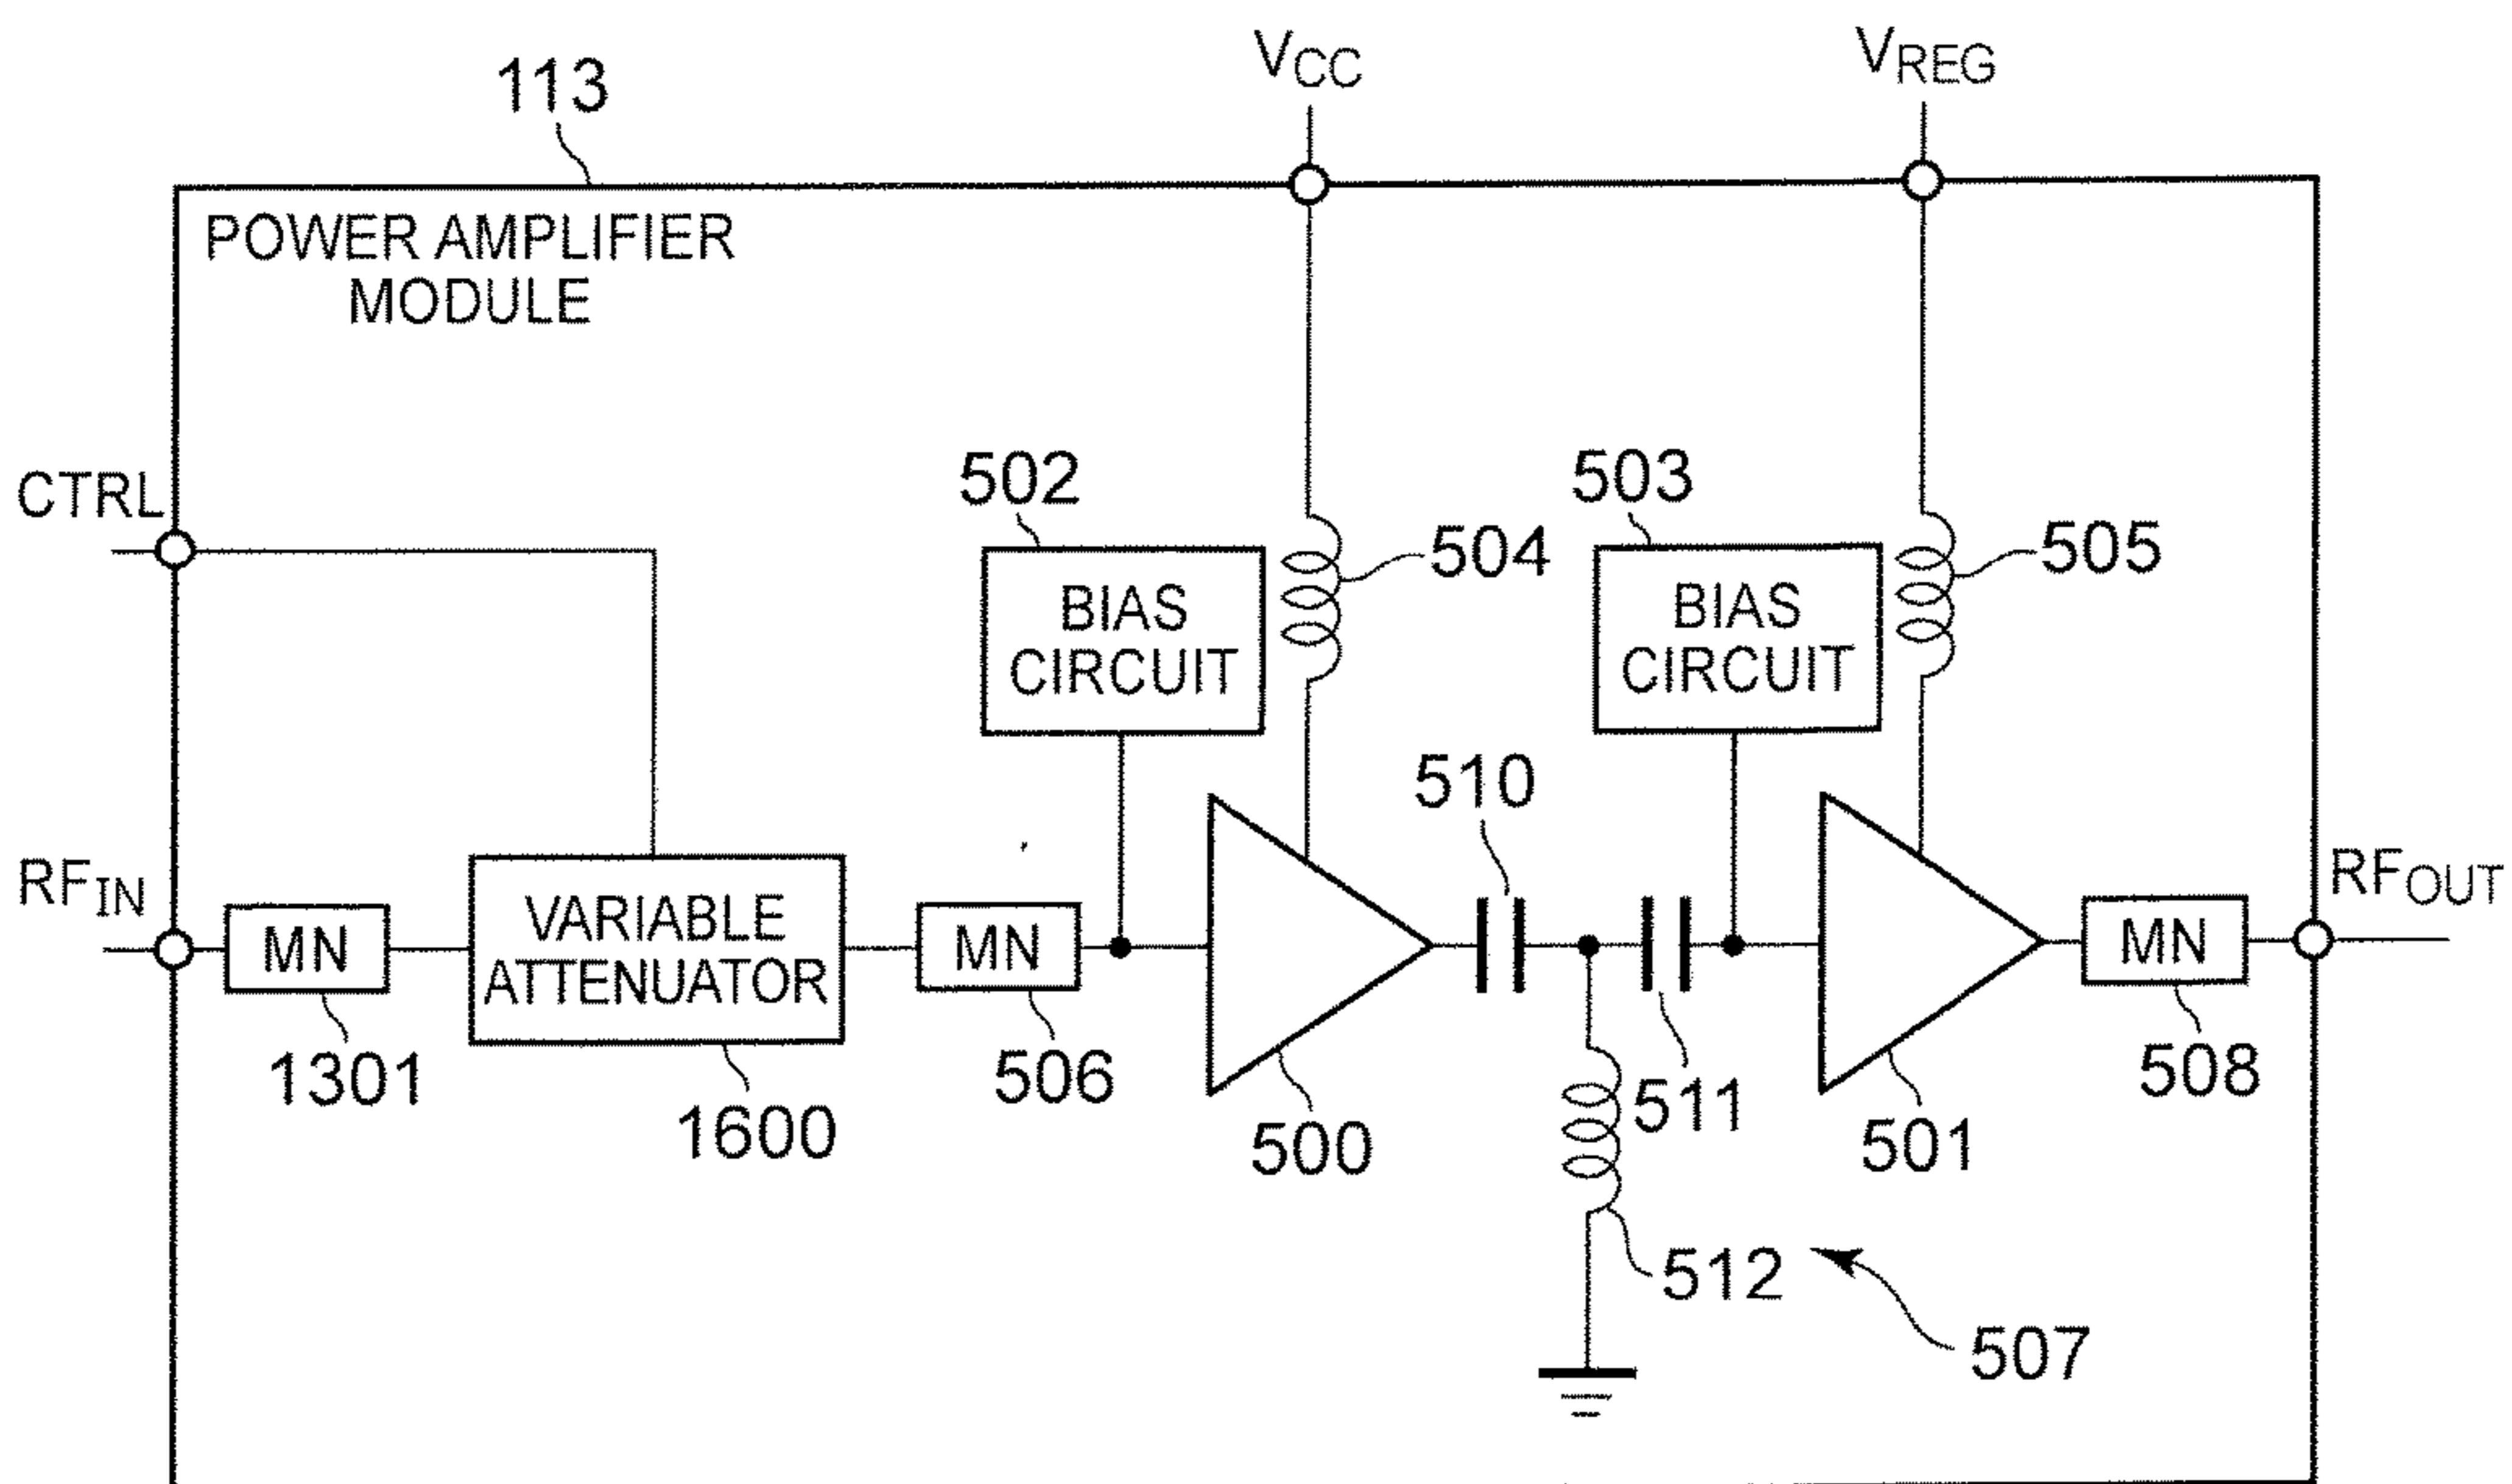 113
VCC
VREG
POWER AMPLIFIER
MODULE
CTRL
502
504
503
505
BIAS
CIRCUIT
BIAS
CIRCUIT
510
RFIN
MN
VARIABLE
ATTENUATOR
MN
MN
RFOUT
1301
1600
506
500
511
501
508
512
507